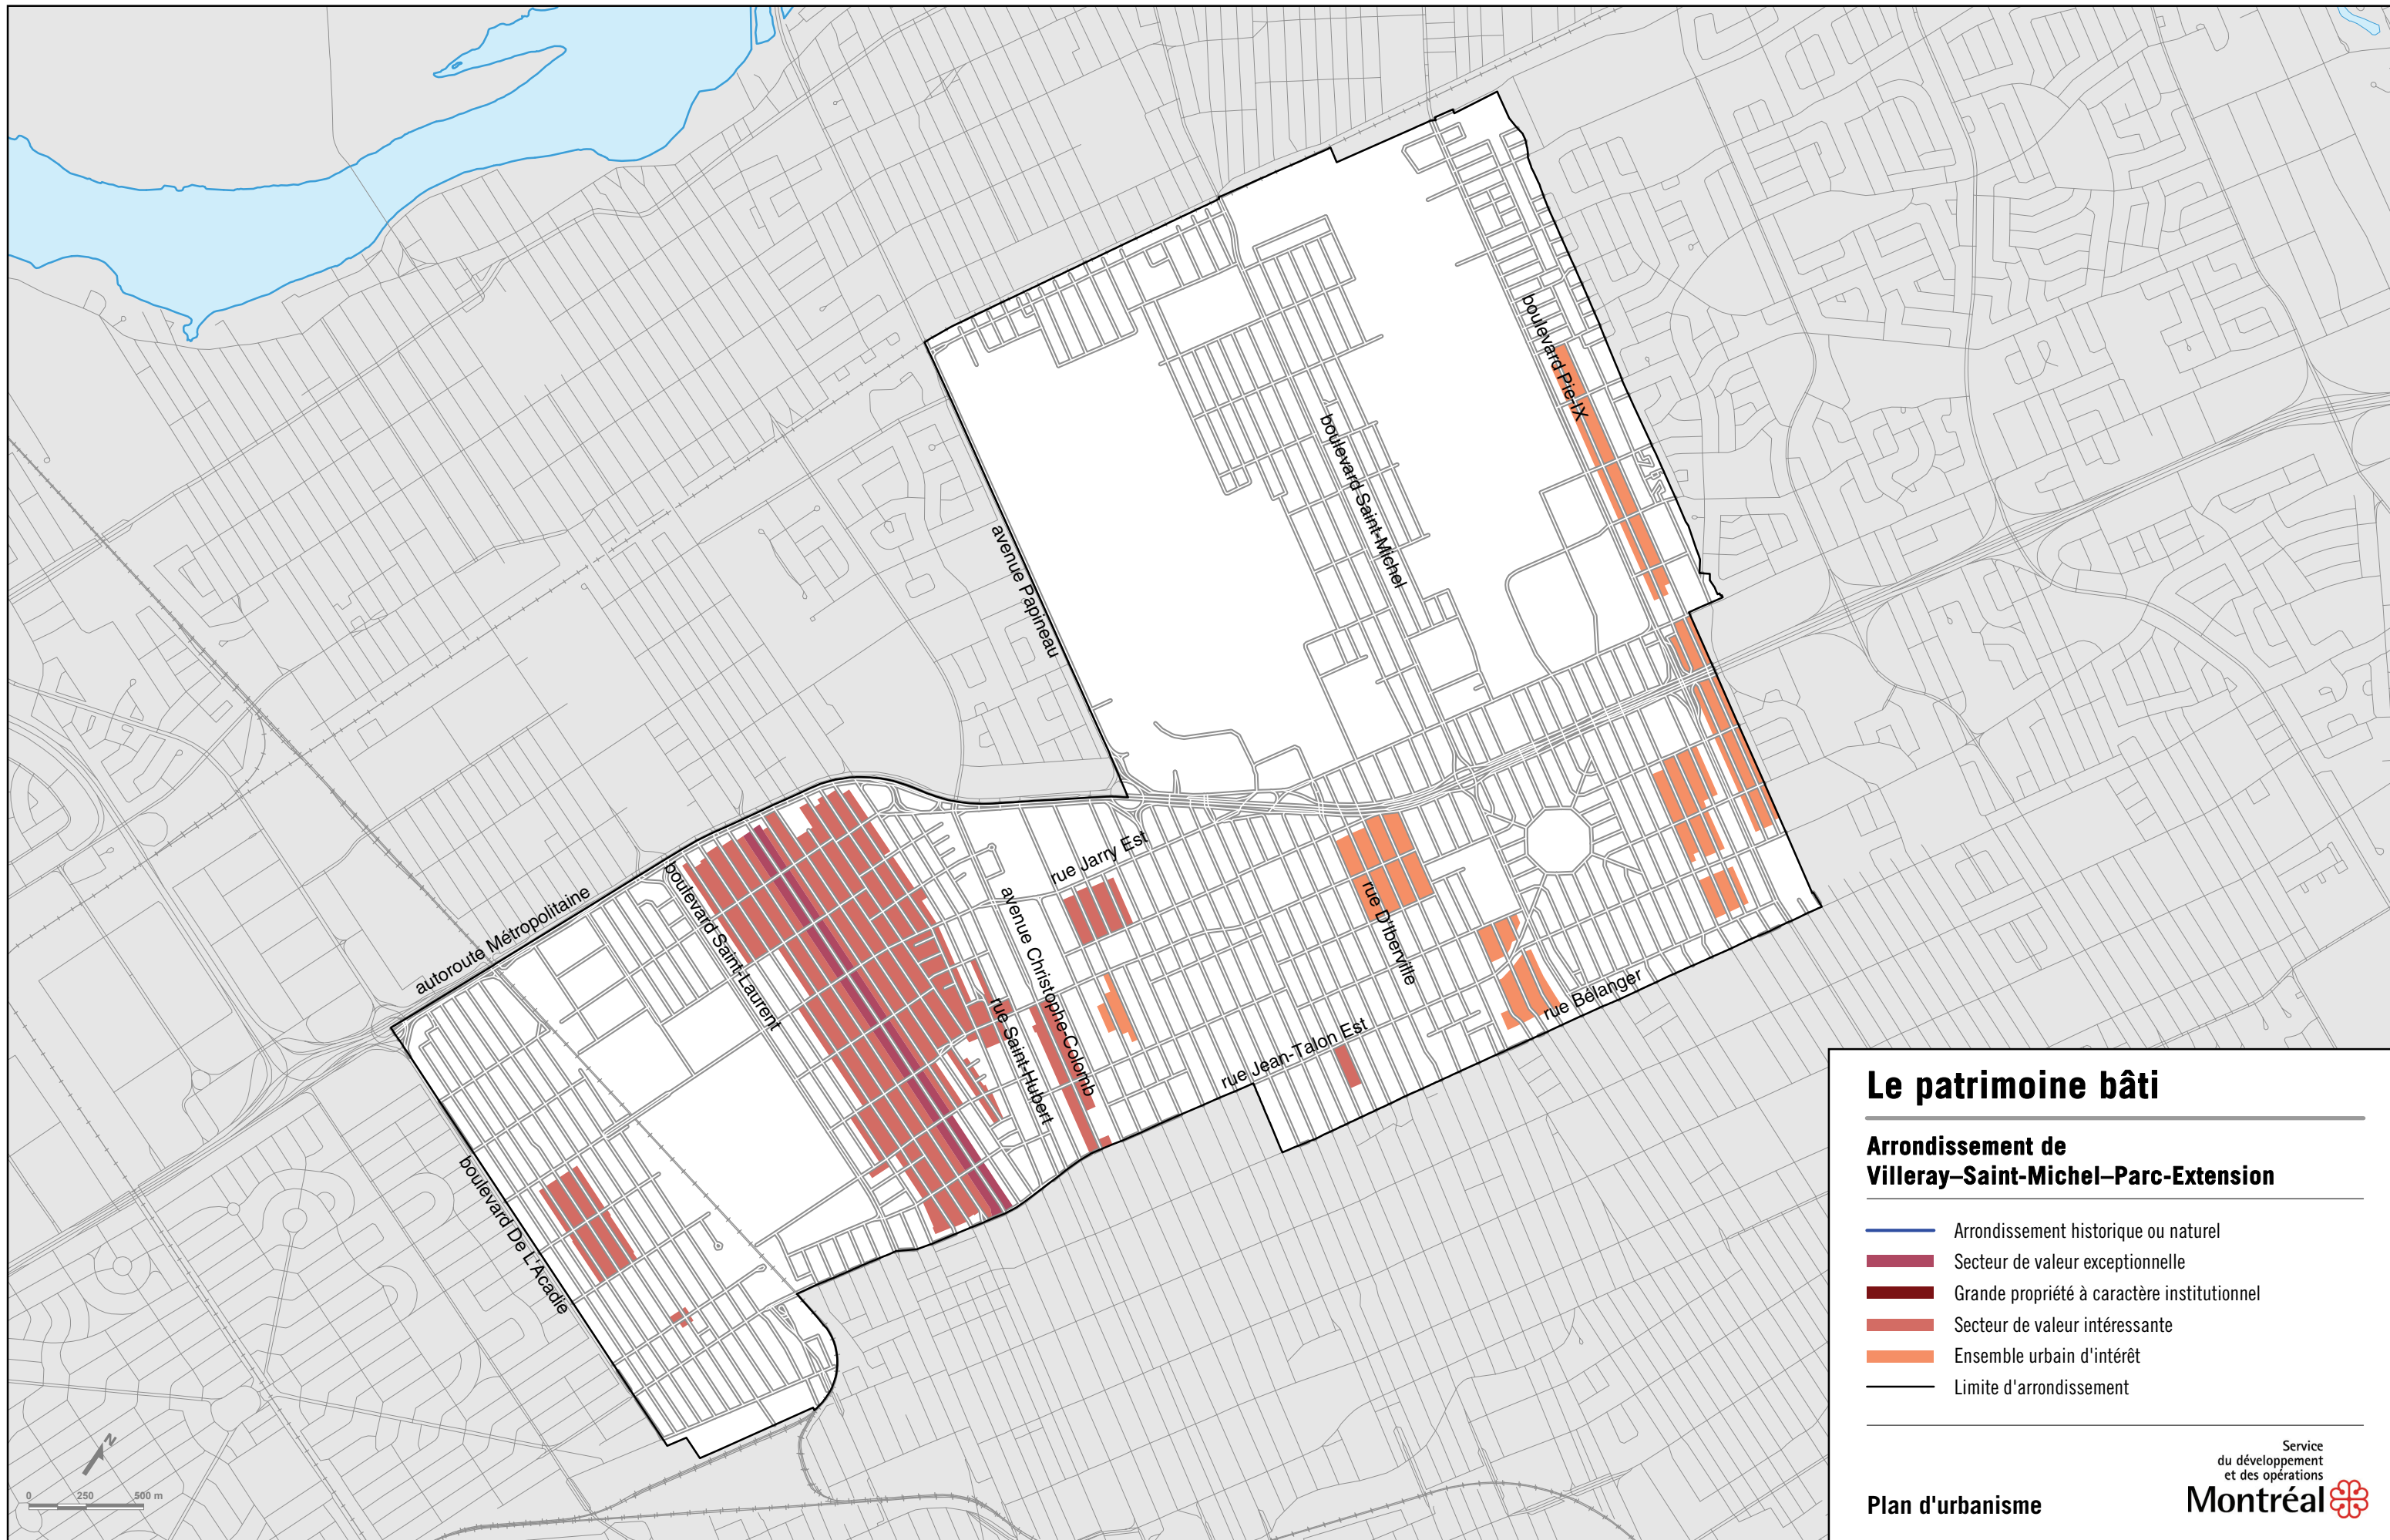 boulevard Pie-IX
boulevard Saint-Michel
avenue Papineau
rue Jarry Est
autoroute Métropolitaine
boulevard Saint-Laurent
avenue Christophe-Colomb
rue D'Iberville
rue Saint-Hubert
rue Bélanger
rue Jean-Talon Est
boulevard De L'Acadie
N
0 250 500 m
Le patrimoine bâti
Arrondissement de
Villeray–Saint-Michel–Parc-Extension
Arrondissement historique ou naturel
Secteur de valeur exceptionnelle
Grande propriété à caractère institutionnel
Secteur de valeur intéressante
Ensemble urbain d'intérêt
Limite d'arrondissement
Service
du développement
et des opérations
Plan d'urbanisme
Montréal